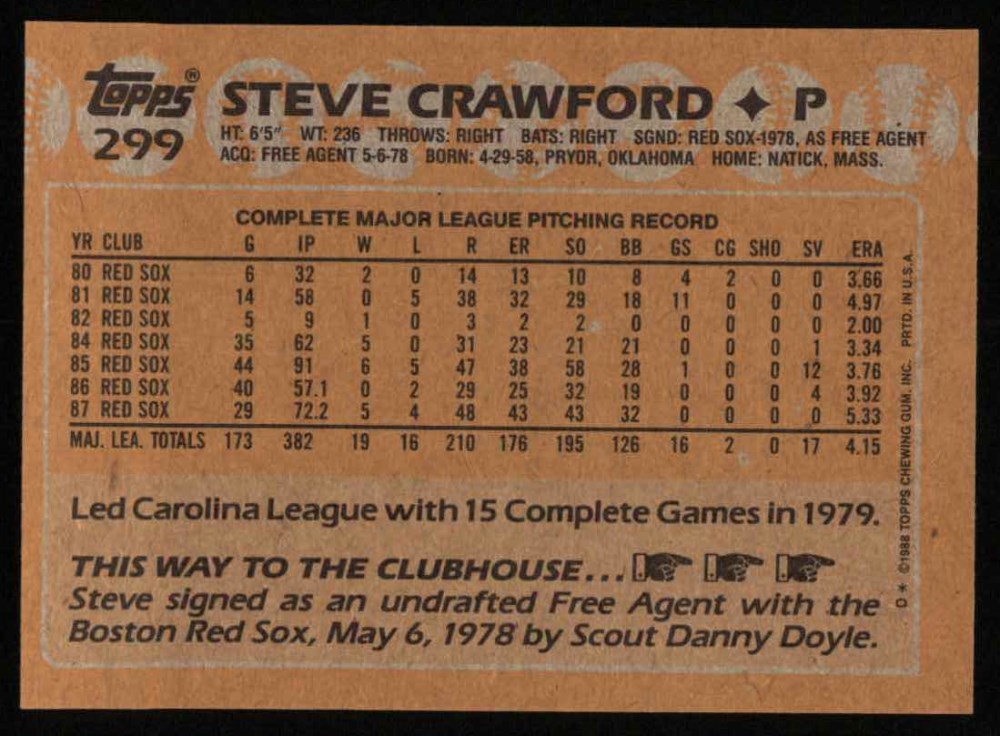 Topps® STEVE CRAWFORD ✦ P
299 HT: 6'5" WT: 236 THROWS: RIGHT BATS: RIGHT SGND: RED SOX-1978, AS FREE AGENT
ACQ: FREE AGENT 5-6-78 BORN: 4-29-58, PRYOR, OKLAHOMA HOME: NATICK, MASS.
COMPLETE MAJOR LEAGUE PITCHING RECORD
YR CLUB G IP W L R ER SO BB GS CG SHO SV ERA
80 RED SOX 6 32 2 0 14 13 10 8 4 2 0 0 3.66
81 RED SOX 14 58 0 5 38 32 29 18 11 0 0 0 4.97
82 RED SOX 5 9 1 0 3 2 2 0 0 0 0 0 2.00
84 RED SOX 35 62 5 0 31 23 21 21 0 0 0 1 3.34
85 RED SOX 44 91 6 5 47 38 58 28 1 0 0 12 3.76
86 RED SOX 40 57.1 0 2 29 25 32 19 0 0 0 4 3.92
87 RED SOX 29 72.2 5 4 48 43 43 32 0 0 0 0 5.33
MAJ. LEA. TOTALS 173 382 19 16 210 176 195 126 16 2 0 17 4.15
Led Carolina League with 15 Complete Games in 1979.
THIS WAY TO THE CLUBHOUSE...
Steve signed as an undrafted Free Agent with the
Boston Red Sox, May 6, 1978 by Scout Danny Doyle.
D* ©1988 TOPPS CHEWING GUM, INC. PRTD. IN U.S.A.